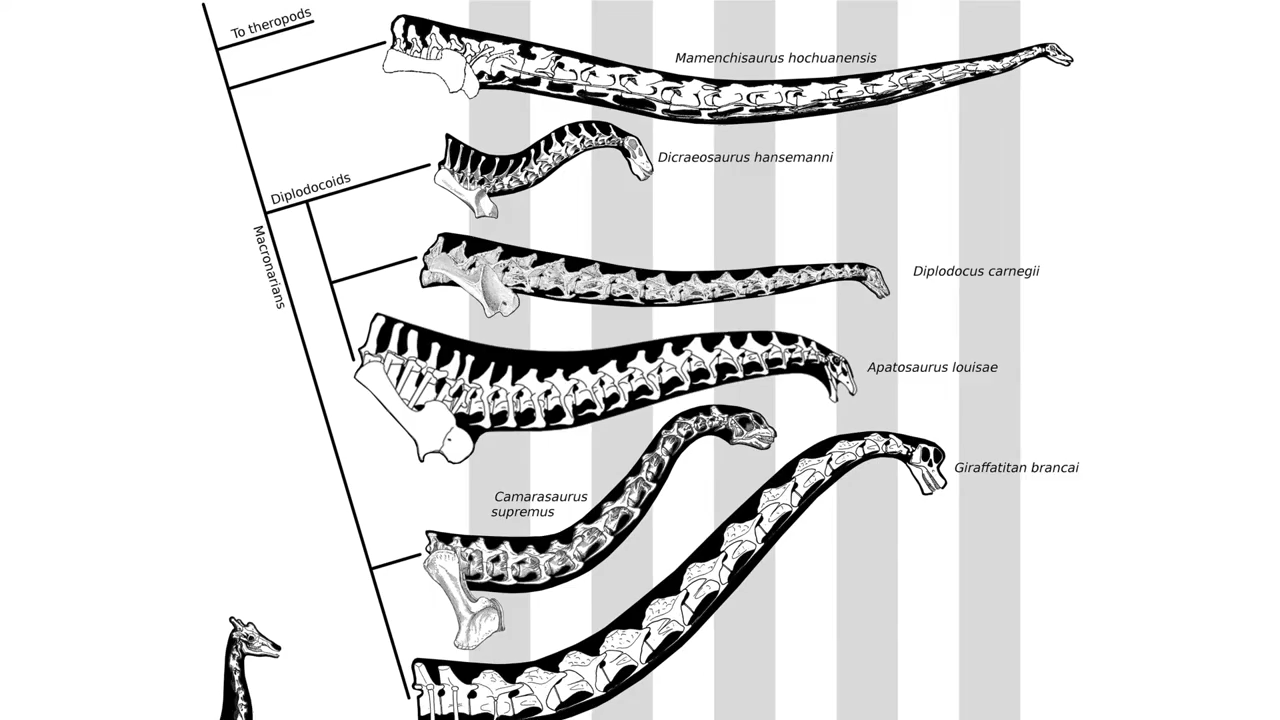 To theropods
Mamenchisaurus hochuanensis
Dicraeosaurus hansemanni
Diplodocoids
Macronarians
Diplodocus carnegii
Apatosaurus louisae
Giraffatitan brancai
Camarasaurus
supremus